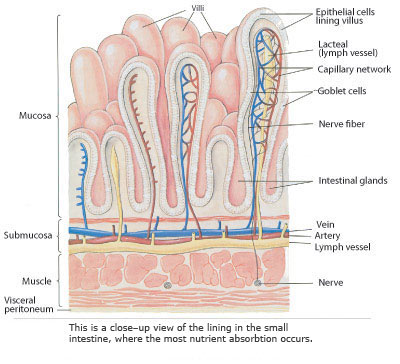 Villi
Epithelial cells
lining villus
Lacteal
(lymph vessel)
Capillary network
Goblet cells
Mucosa
Nerve fiber
Intestinal glands
Vein
Submucosa
Artery
Lymph vessel
Muscle
Nerve
Visceral
peritoneum
This is a close-up view of the lining in the small
intestine, where the most nutrient absorbtion occurs.